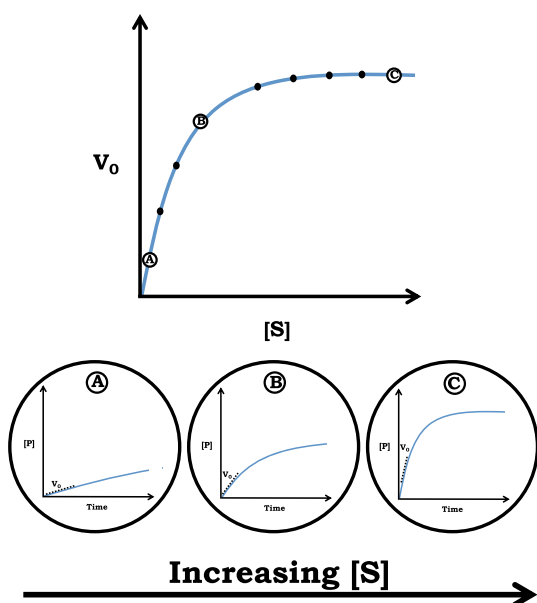 V₀
B
C
A
[S]
A
B
C
[P]
V₀
Time
[P]
V₀
Time
[P]
V₀
Time
Increasing [S]